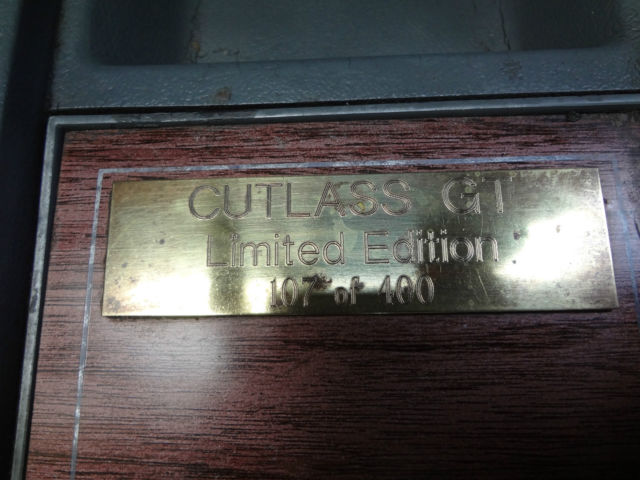 CUTLASS GT
Limited Edition
107 of 400